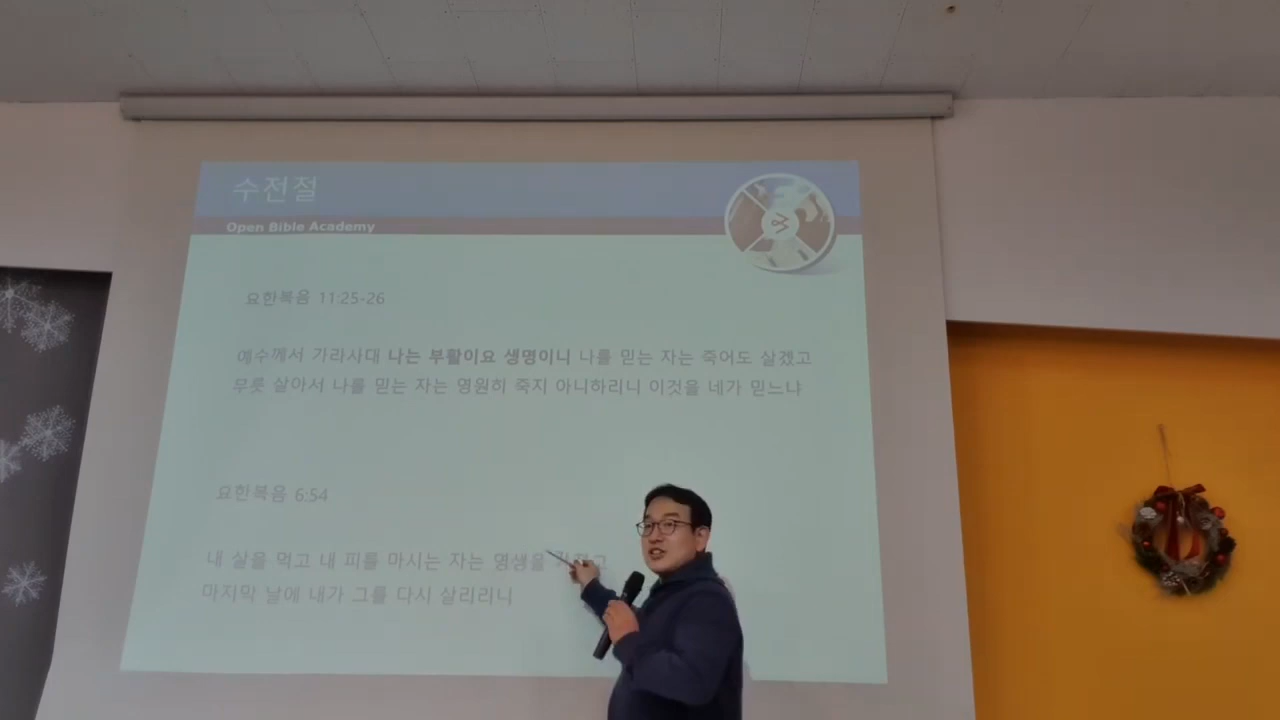 수전절
Open Bible Academy
요한복음 11:25-26
예수께서 가라사대 나는 부활이요 생명이니 나를 믿는 자는 죽어도 살겠고
무릇 살아서 나를 믿는 자는 영원히 죽지 아니하리니 이것을 네가 믿느냐
요한복음 6:54
내 살을 먹고 내 피를 마시는 자는 영생을
마지막 날에 내가 그를 다시 살리리니